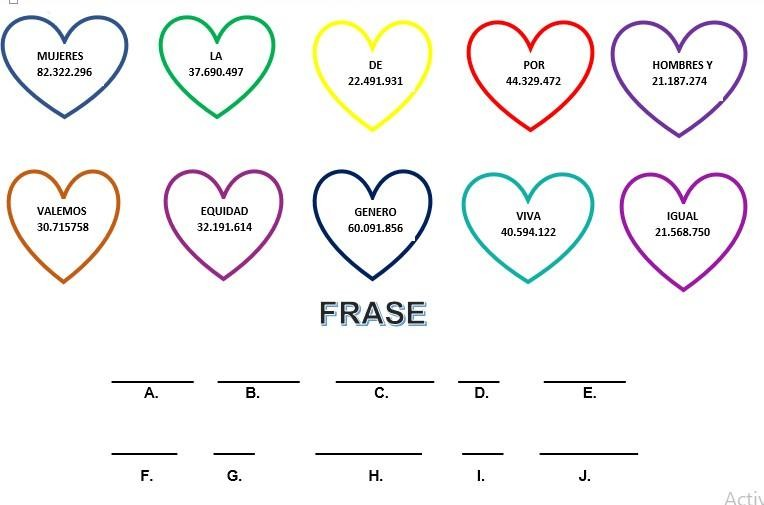 MUJERES
82.322.296
LA
37.690.497
DE
22.491.931
POR
44.329.472
HOMBRES Y
21.187.274
VALEMOS
30.715758
EQUIDAD
32.191.614
GENERO
60.091.856
VIVA
40.594.122
IGUAL
21.568.750
FRASE
A. B. C. D. E.
F. G. H. I. J.
Activ